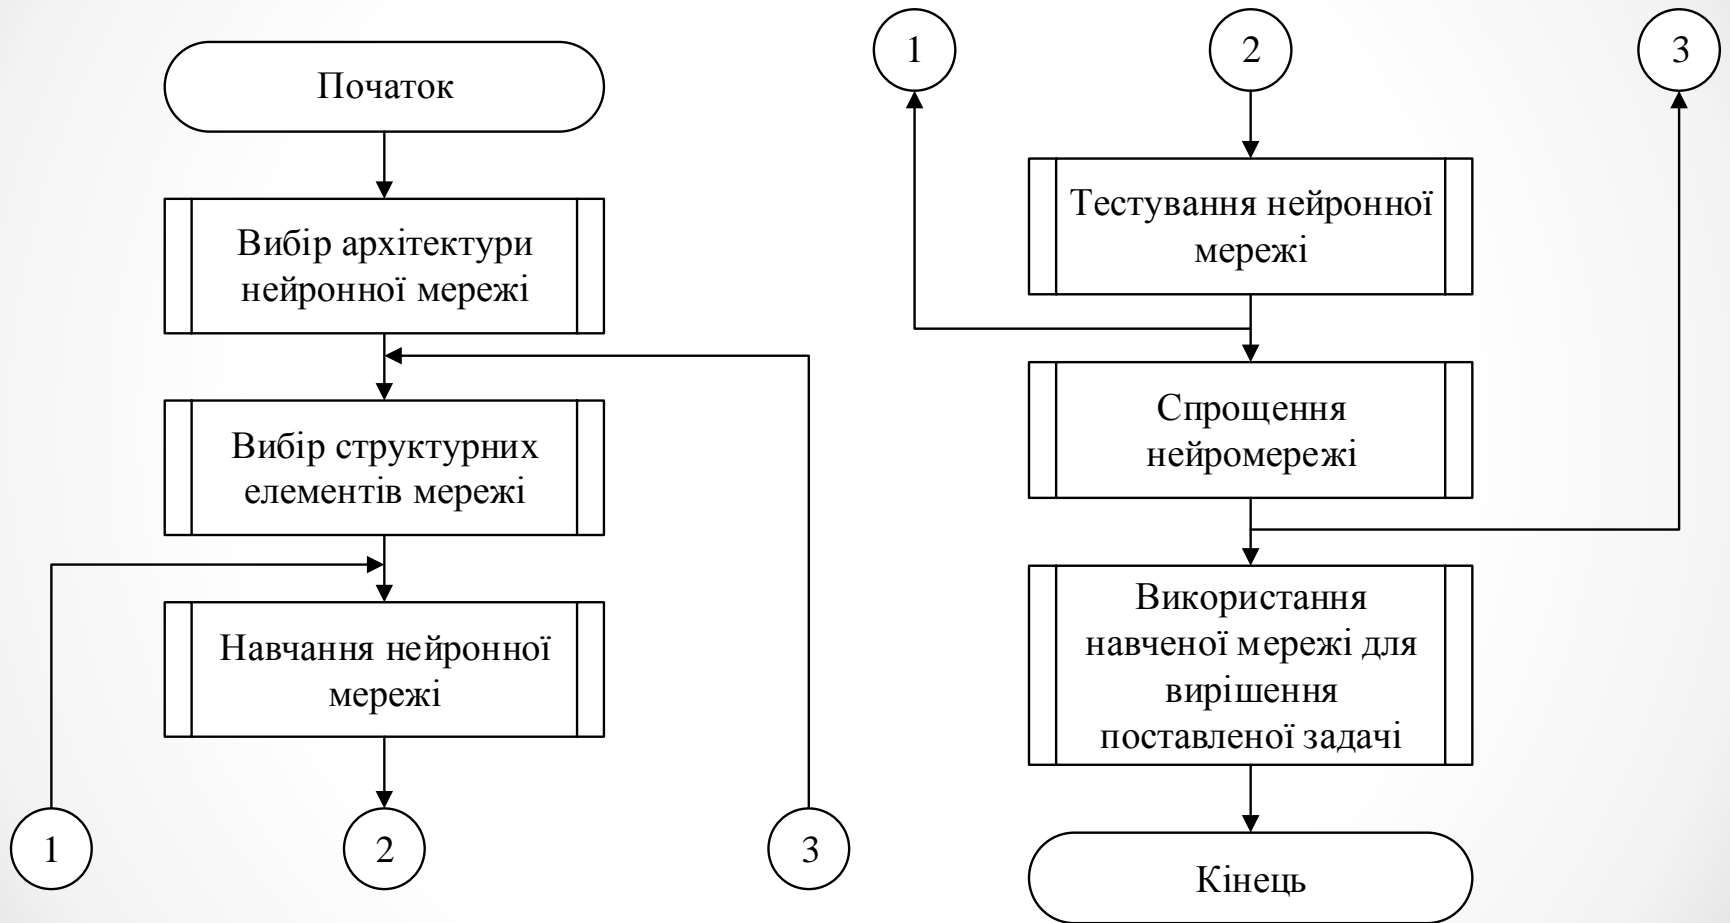 Початок
Вибір архітектури
нейронної мережі
Вибір структурних
елементів мережі
Навчання нейронної
мережі
1
2
3
1
2
3
Тестування нейронної
мережі
Спрощення
нейромережі
Використання
навченої мережі для
вирішення
поставленої задачі
Кінець